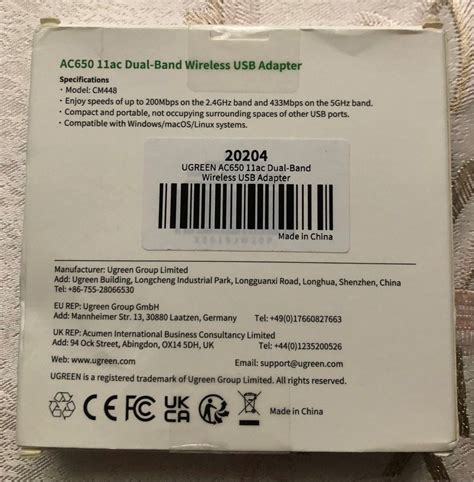 AC650 11ac Dual-Band Wireless USB Adapter
Specifications
• Model: CM448
• Enjoy speeds of up to 200Mbps on the 2.4GHz band and 433Mbps on the 5GHz band.
• Compact and portable, not occupying surrounding spaces of other USB ports.
• Compatible with Windows/macOS/Linux systems.
20204
UGREEN AC650 11ac Dual-Band
Wireless USB Adapter
Made in China
Manufacturer: Ugreen Group Limited
Add: Ugreen Building, Longcheng Industrial Park, Longguanxi Road, Longhua, Shenzhen, China
Tel: +86-755-28066530
EU REP: Ugreen Group GmbH
Add: Mannheimer Str. 13, 30880 Laatzen, Germany Tel: +49(0)17660827663
UK REP: Acumen International Business Consultancy Limited
Add: 94 Ock Street, Abingdon, OX14 5DH, UK Tel: +44(0)1235200526
Web: www.ugreen.com Email: support@ugreen.com
UGREEN is a registered trademark of Ugreen Group Limited. All rights reserved.
CE FC UK CA Made in China